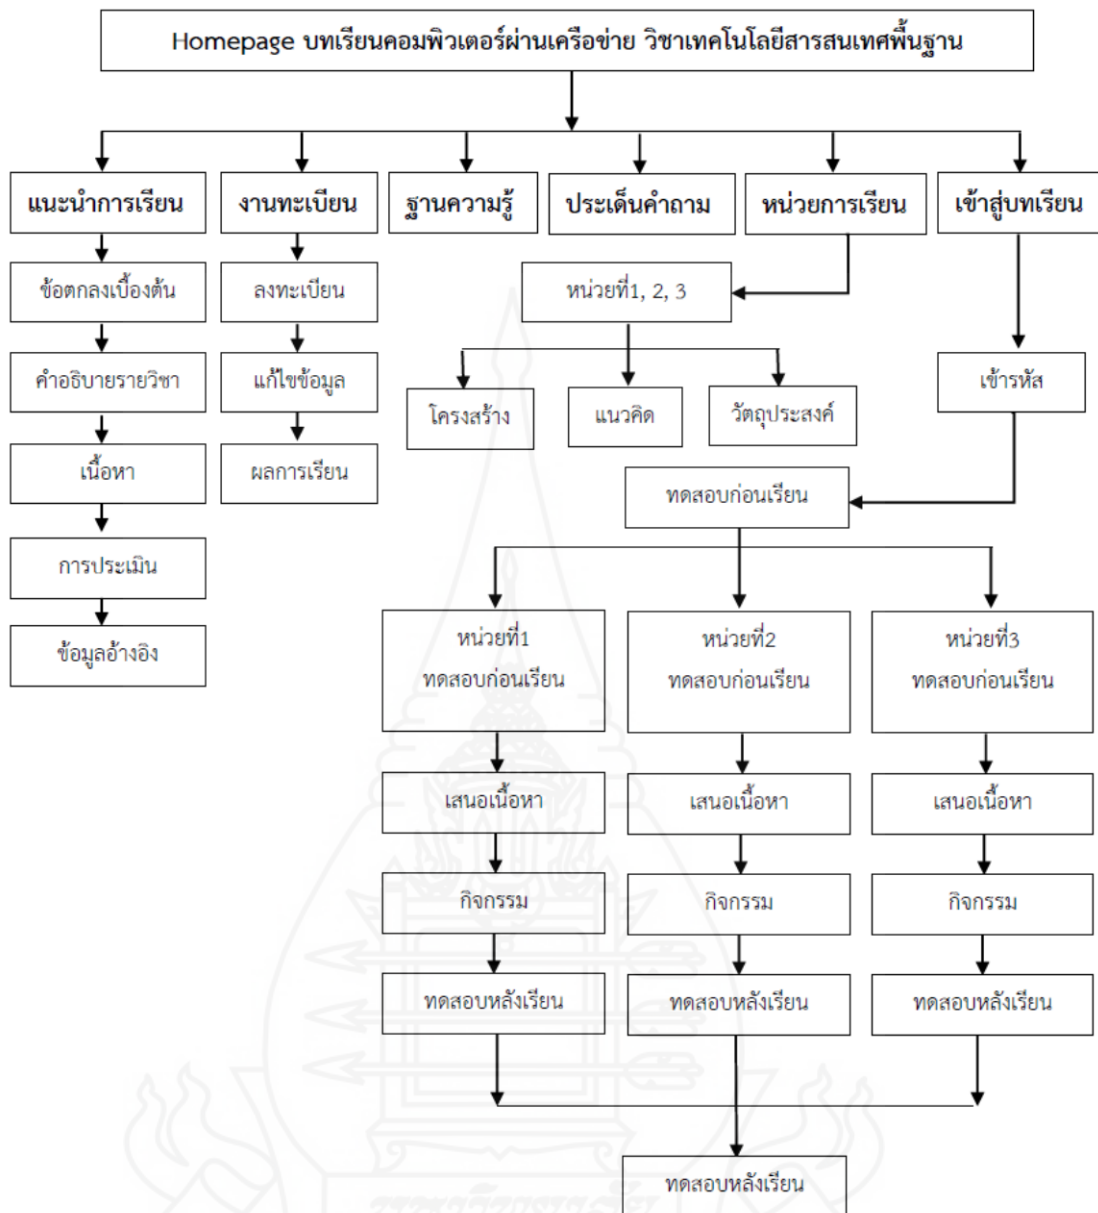 Homepage บทเรียนคอมพิวเตอร์ผ่านเครือข่าย วิชาเทคโนโลยีสารสนเทศพื้นฐาน
แนะนำการเรียน
งานทะเบียน
ฐานความรู้
ประเด็นคำถาม
หน่วยการเรียน
เข้าสู่บทเรียน
ข้อตกลงเบื้องต้น
ลงทะเบียน
หน่วยที่1, 2, 3
คำอธิบายรายวิชา
แก้ไขข้อมูล
เข้ารหัส
โครงสร้าง
แนวคิด
วัตถุประสงค์
เนื้อหา
ผลการเรียน
ทดสอบก่อนเรียน
การประเมิน
ข้อมูลอ้างอิง
หน่วยที่1
ทดสอบก่อนเรียน
หน่วยที่2
ทดสอบก่อนเรียน
หน่วยที่3
ทดสอบก่อนเรียน
เสนอเนื้อหา
เสนอเนื้อหา
เสนอเนื้อหา
กิจกรรม
กิจกรรม
กิจกรรม
ทดสอบหลังเรียน
ทดสอบหลังเรียน
ทดสอบหลังเรียน
ทดสอบหลังเรียน